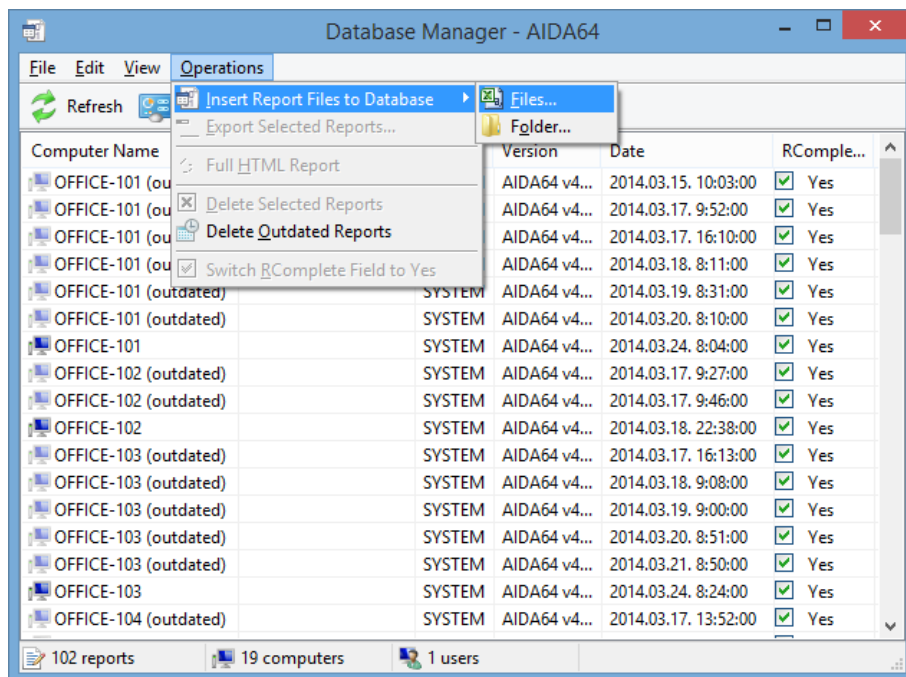 Database Manager - AIDA64
File Edit View Operations
Refresh
Insert Report Files to Database
Export Selected Reports...
Full HTML Report
Delete Selected Reports
Delete Outdated Reports
Switch RComplete Field to Yes
Files...
Folder...
Computer Name Version Date RComple...
OFFICE-101 (ou AIDA64 v4... 2014.03.15. 10:03:00 Yes
OFFICE-101 (ou AIDA64 v4... 2014.03.17. 9:52:00 Yes
OFFICE-101 (ou AIDA64 v4... 2014.03.17. 16:10:00 Yes
OFFICE-101 (ou AIDA64 v4... 2014.03.18. 8:11:00 Yes
OFFICE-101 (outdated) SYSTEM AIDA64 v4... 2014.03.19. 8:31:00 Yes
OFFICE-101 (outdated) SYSTEM AIDA64 v4... 2014.03.20. 8:10:00 Yes
OFFICE-101 SYSTEM AIDA64 v4... 2014.03.24. 8:04:00 Yes
OFFICE-102 (outdated) SYSTEM AIDA64 v4... 2014.03.17. 9:27:00 Yes
OFFICE-102 (outdated) SYSTEM AIDA64 v4... 2014.03.17. 9:46:00 Yes
OFFICE-102 SYSTEM AIDA64 v4... 2014.03.18. 22:38:00 Yes
OFFICE-103 (outdated) SYSTEM AIDA64 v4... 2014.03.17. 16:13:00 Yes
OFFICE-103 (outdated) SYSTEM AIDA64 v4... 2014.03.18. 9:08:00 Yes
OFFICE-103 (outdated) SYSTEM AIDA64 v4... 2014.03.19. 9:00:00 Yes
OFFICE-103 (outdated) SYSTEM AIDA64 v4... 2014.03.20. 8:51:00 Yes
OFFICE-103 (outdated) SYSTEM AIDA64 v4... 2014.03.21. 8:50:00 Yes
OFFICE-103 SYSTEM AIDA64 v4... 2014.03.24. 8:24:00 Yes
OFFICE-104 (outdated) SYSTEM AIDA64 v4... 2014.03.17. 13:52:00 Yes
102 reports 19 computers 1 users